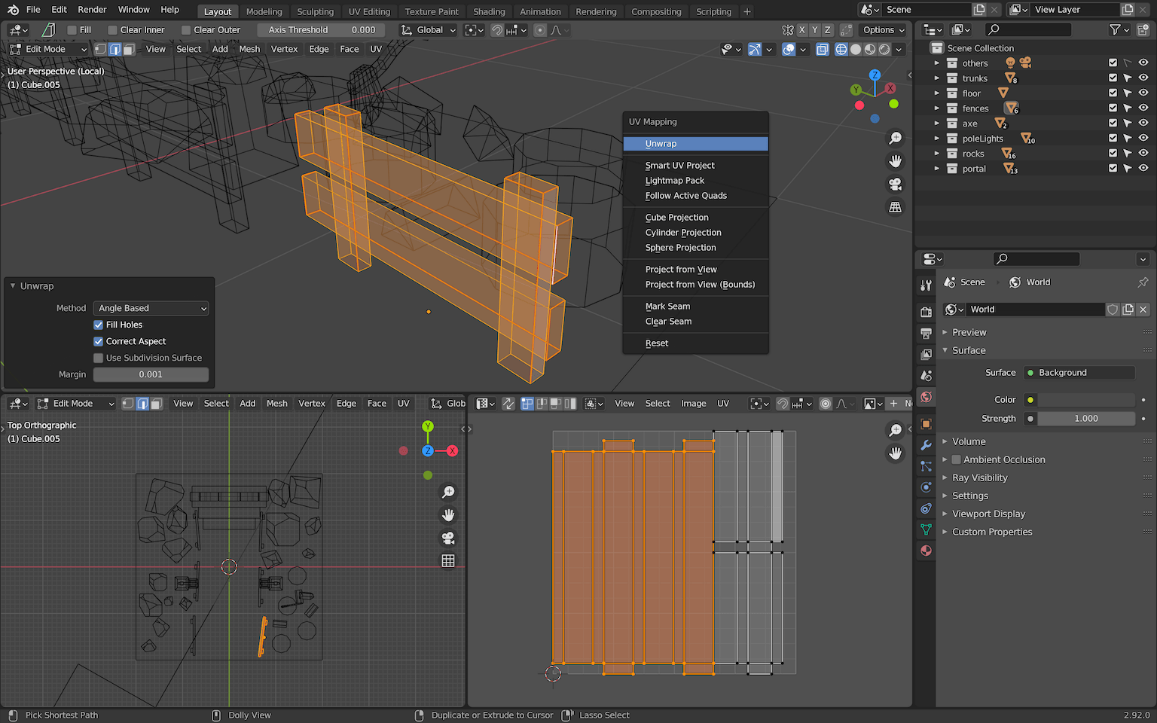 File Edit Render Window Help Layout Modeling Sculpting UV Editing Texture Paint Shading Animation Rendering Compositing Scripting + Scene View Layer
Fill Clear Inner Clear Outer Axis Threshold 0.000 Global X Y Z Options
Edit Mode View Select Add Mesh Vertex Edge Face UV
User Perspective (Local)
(1) Cube.005
Z
Y
X
UV Mapping
Unwrap
Smart UV Project
Lightmap Pack
Follow Active Quads
Cube Projection
Cylinder Projection
Sphere Projection
Project from View
Project from View (Bounds)
Mark Seam
Clear Seam
Reset
Unwrap
Method Angle Based
Fill Holes
Correct Aspect
Use Subdivision Surface
Margin 0.001
Scene Collection
others
trunks 8
floor
fences 6
axe 2
poleLights 10
rocks 16
portal 13
Scene World
World
Preview
Surface
Surface Background
Color
Strength 1.000
Volume
Ambient Occlusion
Ray Visibility
Settings
Viewport Display
Custom Properties
Edit Mode View Select Add Mesh Vertex Edge Face UV Glob
Top Orthographic
(1) Cube.005
Y
Z
X
View Select Image UV + N
Pick Shortest Path Dolly View Duplicate or Extrude to Cursor Lasso Select 2.92.0